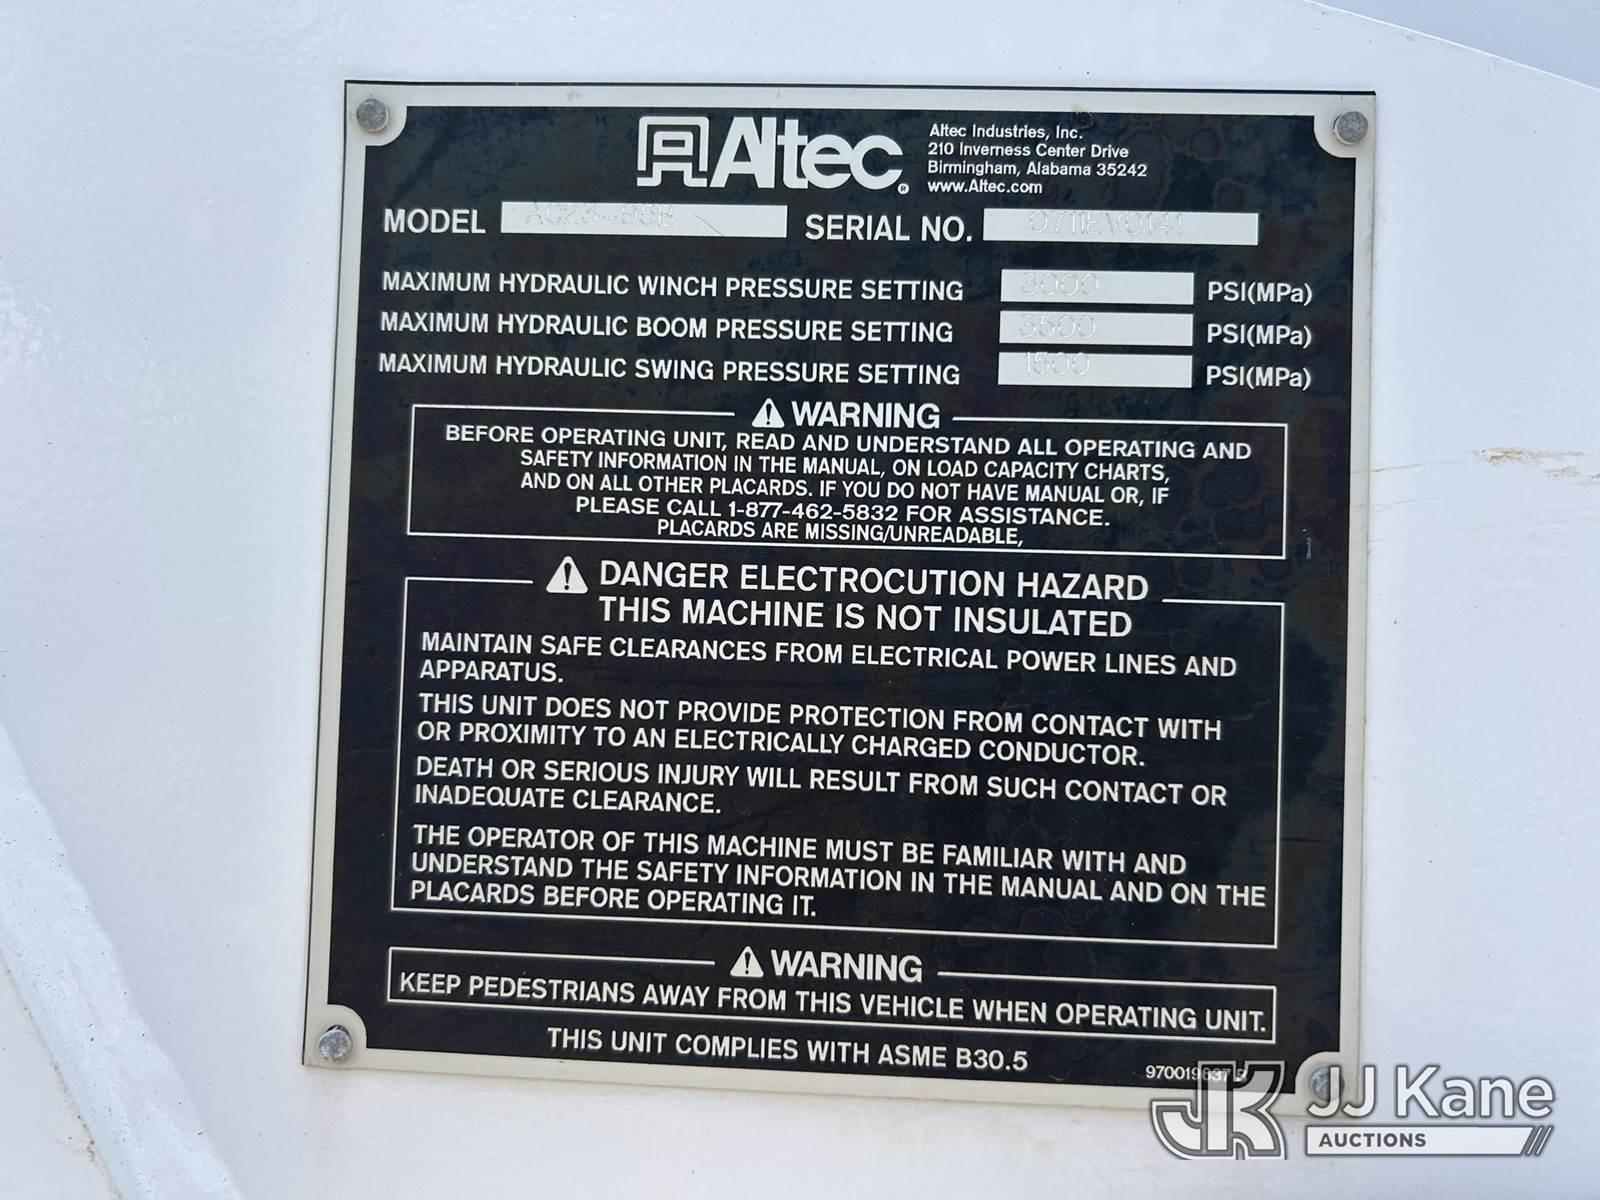 Altec
Altec Industries, Inc.
210 Inverness Center Drive
Birmingham, Alabama 35242
www.Altec.com
MODEL AC23-95B SERIAL NO. 0711EV0141
MAXIMUM HYDRAULIC WINCH PRESSURE SETTING 3000 PSI(MPa)
MAXIMUM HYDRAULIC BOOM PRESSURE SETTING 3500 PSI(MPa)
MAXIMUM HYDRAULIC SWING PRESSURE SETTING 1500 PSI(MPa)
WARNING
BEFORE OPERATING UNIT, READ AND UNDERSTAND ALL OPERATING AND
SAFETY INFORMATION IN THE MANUAL, ON LOAD CAPACITY CHARTS,
AND ON ALL OTHER PLACARDS. IF YOU DO NOT HAVE MANUAL OR, IF
PLEASE CALL 1-877-462-5832 FOR ASSISTANCE.
PLACARDS ARE MISSING/UNREADABLE,
DANGER ELECTROCUTION HAZARD
THIS MACHINE IS NOT INSULATED
MAINTAIN SAFE CLEARANCES FROM ELECTRICAL POWER LINES AND
APPARATUS.
THIS UNIT DOES NOT PROVIDE PROTECTION FROM CONTACT WITH
OR PROXIMITY TO AN ELECTRICALLY CHARGED CONDUCTOR.
DEATH OR SERIOUS INJURY WILL RESULT FROM SUCH CONTACT OR
INADEQUATE CLEARANCE.
THE OPERATOR OF THIS MACHINE MUST BE FAMILIAR WITH AND
UNDERSTAND THE SAFETY INFORMATION IN THE MANUAL AND ON THE
PLACARDS BEFORE OPERATING IT.
WARNING
KEEP PEDESTRIANS AWAY FROM THIS VEHICLE WHEN OPERATING UNIT.
THIS UNIT COMPLIES WITH ASME B30.5
JK JJ Kane
AUCTIONS